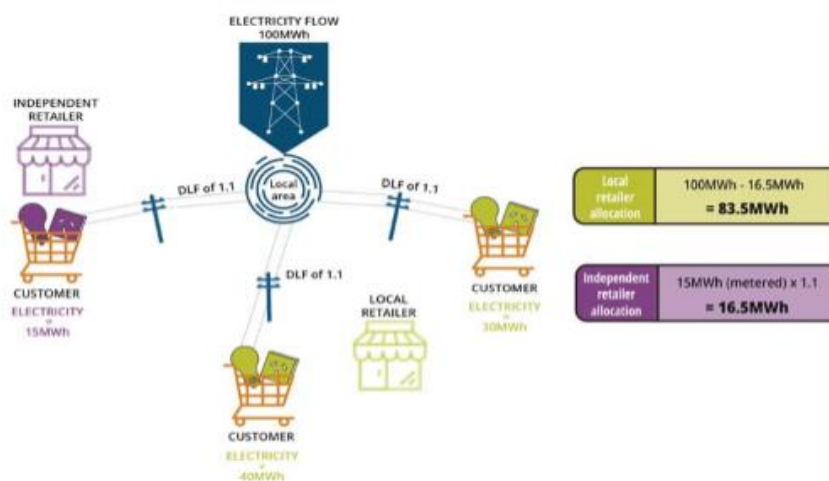 ELECTRICITY FLOW
100MWh
INDEPENDENT
RETAILER
Local
area
DLF of 1.1
DLF of 1.1
DLF of 1.1
CUSTOMER
ELECTRICITY
=
15MWh
LOCAL
RETAILER
CUSTOMER
ELECTRICITY
=
30MWh
CUSTOMER
ELECTRICITY
=
40MWh
Local
retailer
allocation
100MWh - 16.5MWh
= 83.5MWh
Independent
retailer
allocation
15MWh (metered) x 1.1
= 16.5MWh